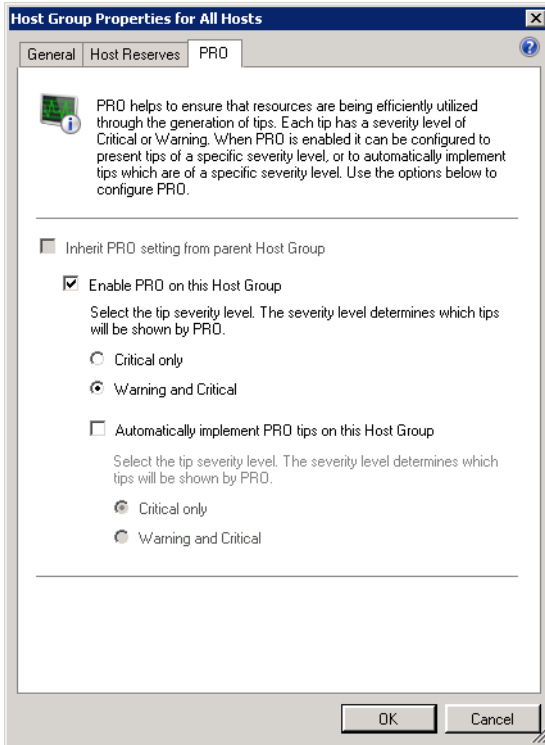 Host Group Properties for All Hosts
General Host Reserves PRO
PRO helps to ensure that resources are being efficiently utilized
through the generation of tips. Each tip has a severity level of
Critical or Warning. When PRO is enabled it can be configured to
present tips of a specific severity level, or to automatically implement
tips which are of a specific severity level. Use the options below to
configure PRO.
Inherit PRO setting from parent Host Group
Enable PRO on this Host Group
Select the tip severity level. The severity level determines which tips
will be shown by PRO.
Critical only
Warning and Critical
Automatically implement PRO tips on this Host Group
Select the tip severity level. The severity level determines which
tips will be shown by PRO.
Critical only
Warning and Critical
OK Cancel